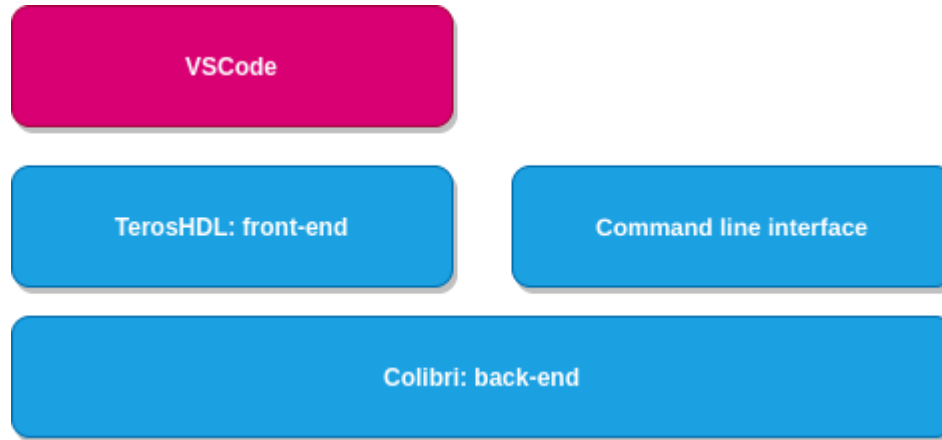 VSCode
TerosHDL: front-end
Command line interface
Colibri: back-end